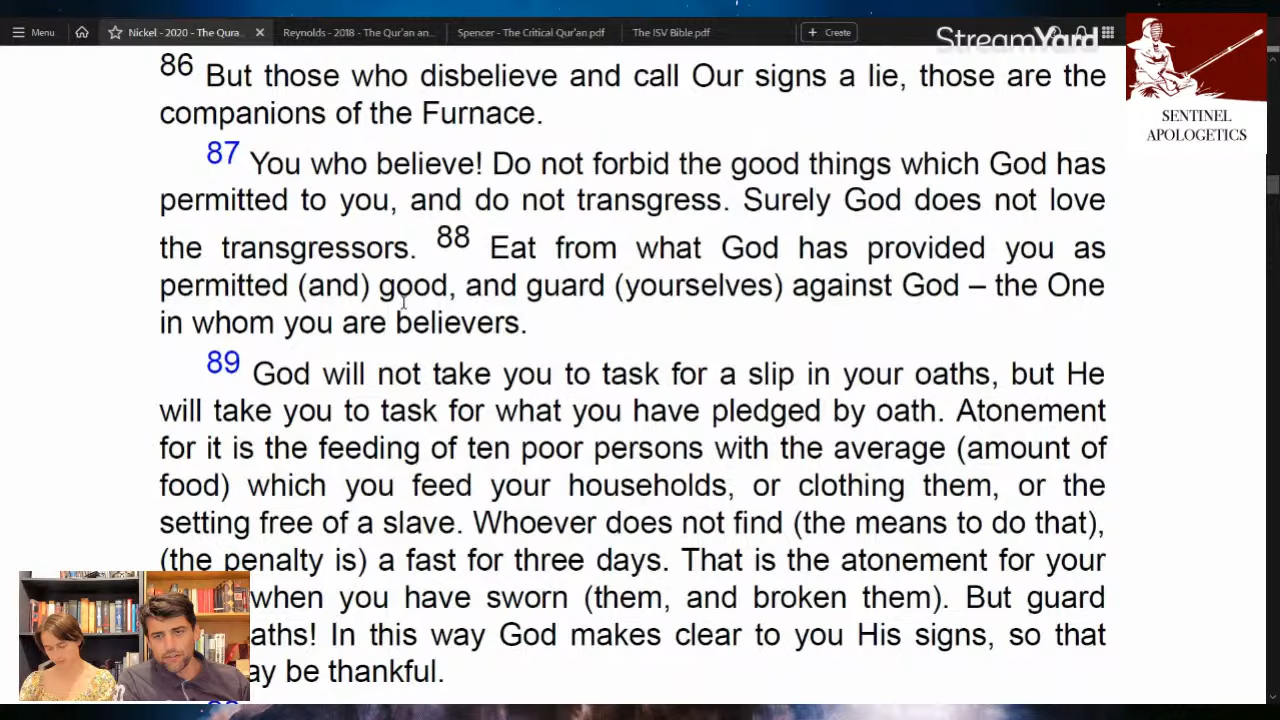 Menu
Nickel - 2020 - The Qura...
Reynolds - 2018 - The Qur'an an...
Spencer - The Critical Qur'an.pdf
The ISV Bible.pdf
+ Create
StreamYard
SENTINEL
APOLOGETICS
86 But those who disbelieve and call Our signs a lie, those are the
companions of the Furnace.
87 You who believe! Do not forbid the good things which God has
permitted to you, and do not transgress. Surely God does not love
the transgressors. 88 Eat from what God has provided you as
permitted (and) good, and guard (yourselves) against God – the One
in whom you are believers.
89 God will not take you to task for a slip in your oaths, but He
will take you to task for what you have pledged by oath. Atonement
for it is the feeding of ten poor persons with the average (amount of
food) which you feed your households, or clothing them, or the
setting free of a slave. Whoever does not find (the means to do that),
(the penalty is) a fast for three days. That is the atonement for your
when you have sworn (them, and broken them). But guard
aths! In this way God makes clear to you His signs, so that
ay be thankful.